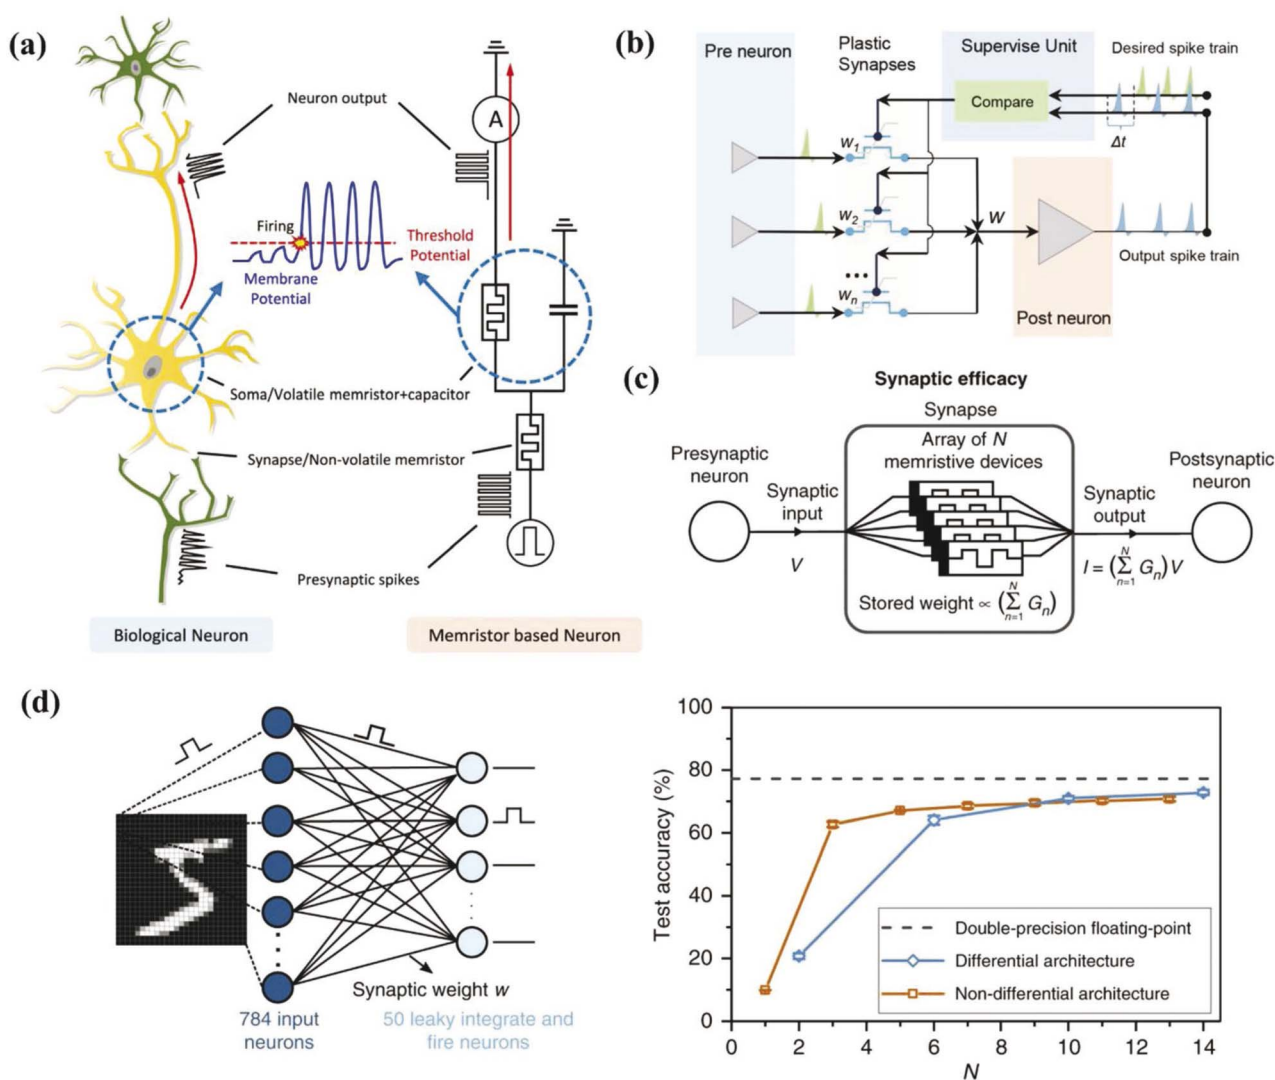 (a)
Neuron output
A
Firing
Threshold
Potential
Membrane
Potential
Soma/Volatile memristor+capacitor
Synapse/Non-volatile memristor
Presynaptic spikes
Biological Neuron
Memristor based Neuron
(b)
Pre neuron
Plastic
Synapses
Supervise Unit
Desired spike train
Compare
Δt
w1
w2
...
wn
W
Output spike train
Post neuron
(c)
Synaptic efficacy
Synapse
Presynaptic
neuron
Array of N
memristive devices
Postsynaptic
neuron
Synaptic
input
V
Synaptic
output
I = (∑ₙ₌₁ᴺ Gₙ) V
Stored weight ∝ (∑ₙ₌₁ᴺ Gₙ)
(d)
Synaptic weight w
784 input
neurons
50 leaky integrate and
fire neurons
Test accuracy (%)
100
80
60
40
20
0
Double-precision floating-point
Differential architecture
Non-differential architecture
0 2 4 6 8 10 12 14
N